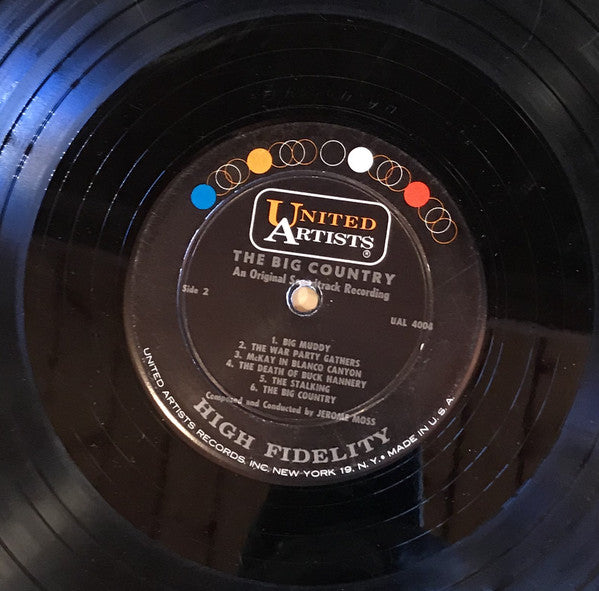 UNITED
ARTISTS®
THE BIG COUNTRY
An Original Soundtrack Recording
Side 2
UAL 4004
1. BIG MUDDY
2. THE WAR PARTY GATHERS
3. McKAY IN BLANCO CANYON
4. THE DEATH OF BUCK HANNERY
5. THE STALKING
6. THE BIG COUNTRY
Composed and Conducted by JEROME MOSS
HIGH FIDELITY
UNITED ARTISTS RECORDS, INC. NEW YORK 19, N.Y. • MADE IN U.S.A.